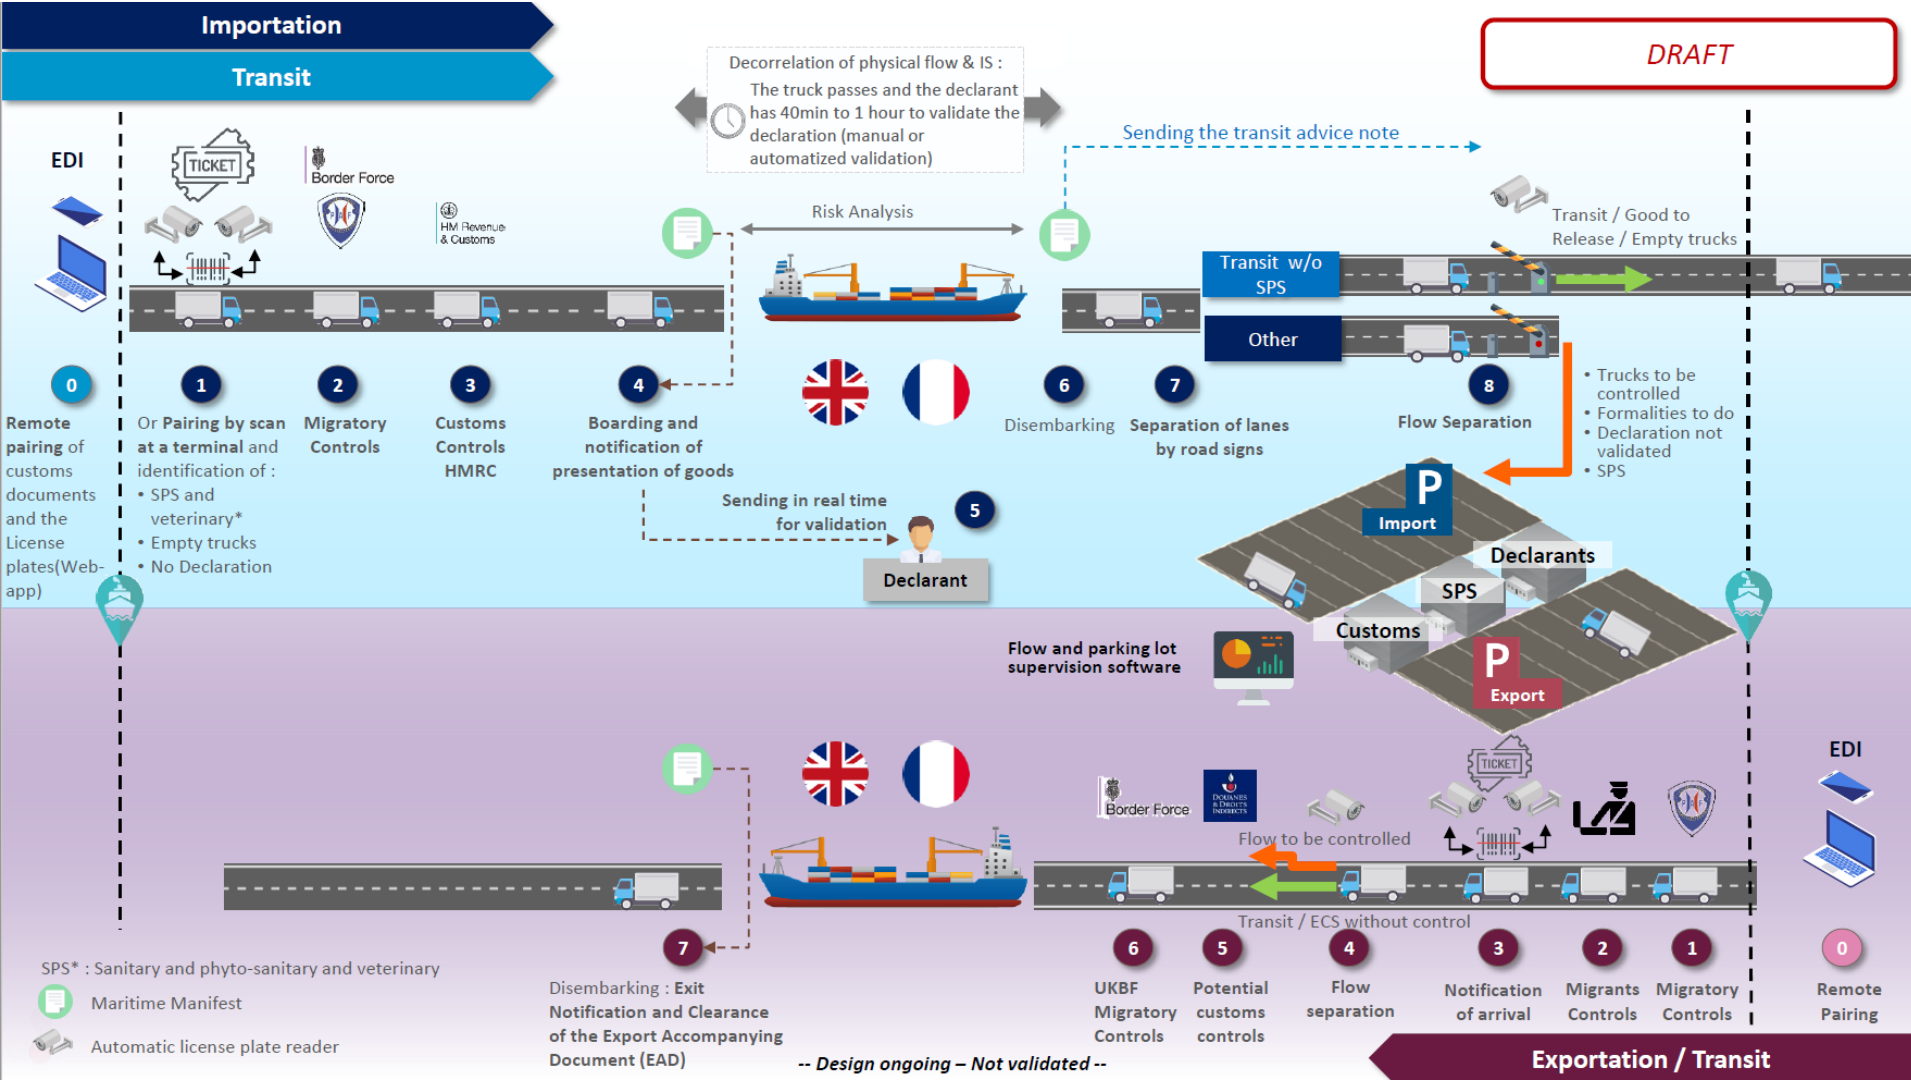 Importation
Transit
DRAFT
Decorrelation of physical flow & IS :
The truck passes and the declarant
has 40min to 1 hour to validate the
declaration (manual or
automatized validation)
Sending the transit advice note
EDI
TICKET
Border Force
PAF
HM Revenue
& Customs
Risk Analysis
Transit / Good to
Release / Empty trucks
Transit w/o
SPS
Other
0
1
2
3
4
6
7
8
Remote
pairing of
customs
documents
and the
License
plates(Web-
app)
Or Pairing by scan
at a terminal and
identification of :
• SPS and
veterinary*
• Empty trucks
• No Declaration
Migratory
Controls
Customs
Controls
HMRC
Boarding and
notification of
presentation of goods
Disembarking
Separation of lanes
by road signs
Flow Separation
• Trucks to be
controlled
• Formalities to do
• Declaration not
validated
• SPS
Sending in real time
for validation
5
Declarant
P
Import
Declarants
SPS
Customs
P
Export
Flow and parking lot
supervision software
TICKET
EDI
Border Force
DOUANES
& DROITS
INDIRECTS
PAF
Flow to be controlled
Transit / ECS without control
7
6
5
4
3
2
1
0
Disembarking : Exit
Notification and Clearance
of the Export Accompanying
Document (EAD)
UKBF
Migratory
Controls
Potential
customs
controls
Flow
separation
Notification
of arrival
Migrants
Controls
Migratory
Controls
Remote
Pairing
SPS* : Sanitary and phyto-sanitary and veterinary
Maritime Manifest
Automatic license plate reader
-- Design ongoing – Not validated --
Exportation / Transit